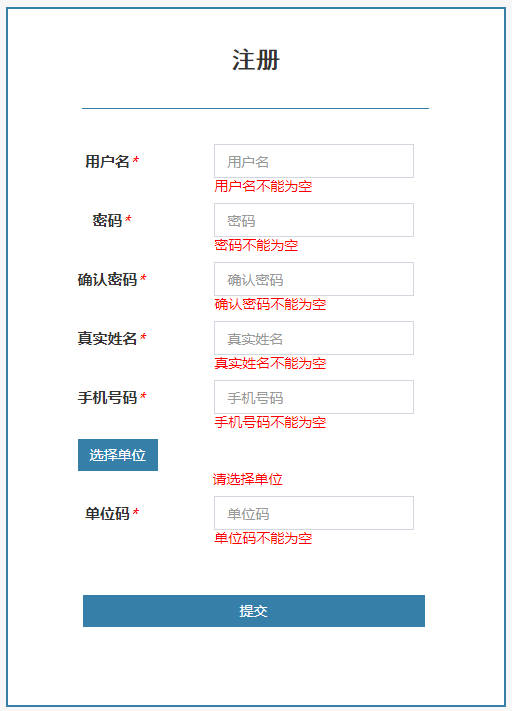 注册
用户名* 用户名
用户名不能为空
密码* 密码
密码不能为空
确认密码* 确认密码
确认密码不能为空
真实姓名* 真实姓名
真实姓名不能为空
手机号码* 手机号码
手机号码不能为空
选择单位
请选择单位
单位码* 单位码
单位码不能为空
提交